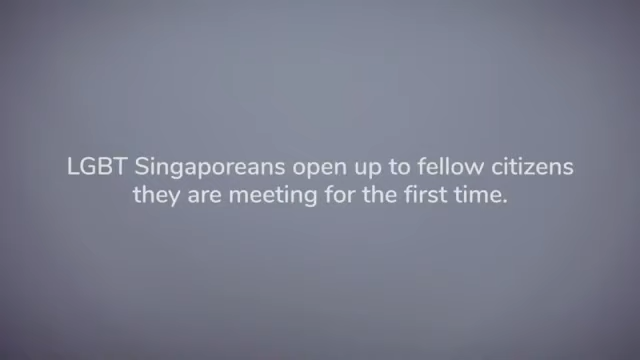 LGBT Singaporeans open up to fellow citizens
they are meeting for the first time.